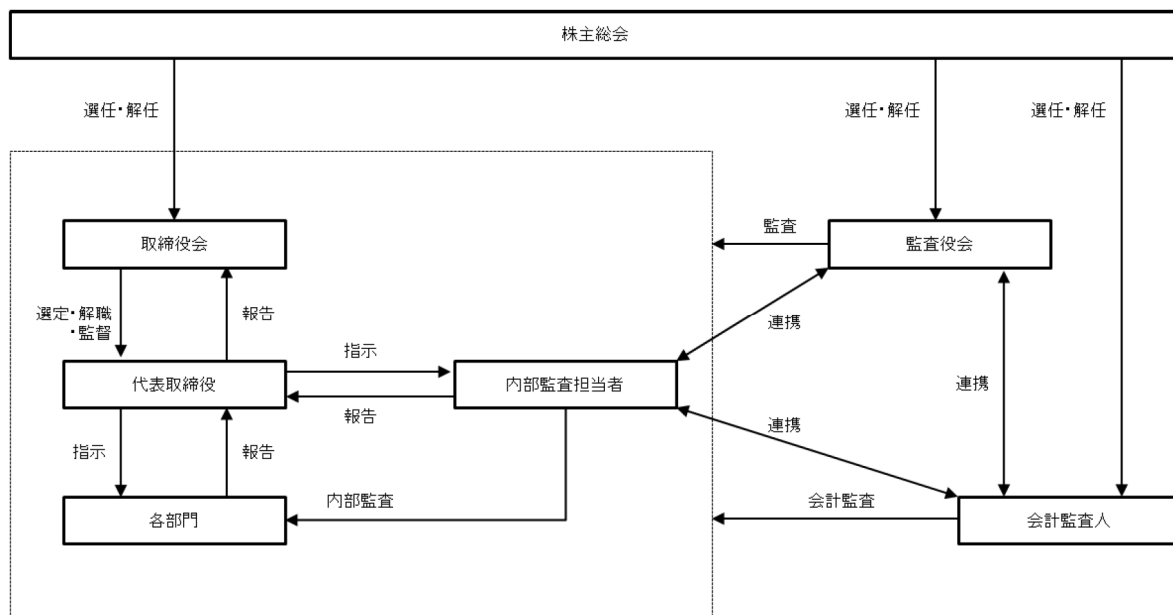 株主総会
選任・解任
選任・解任
選任・解任
取締役会
監査
監査役会
選定・解職
・監督
報告
連携
指示
代表取締役
内部監査担当者
連携
報告
指示
報告
連携
内部監査
会計監査
各部門
会計監査人